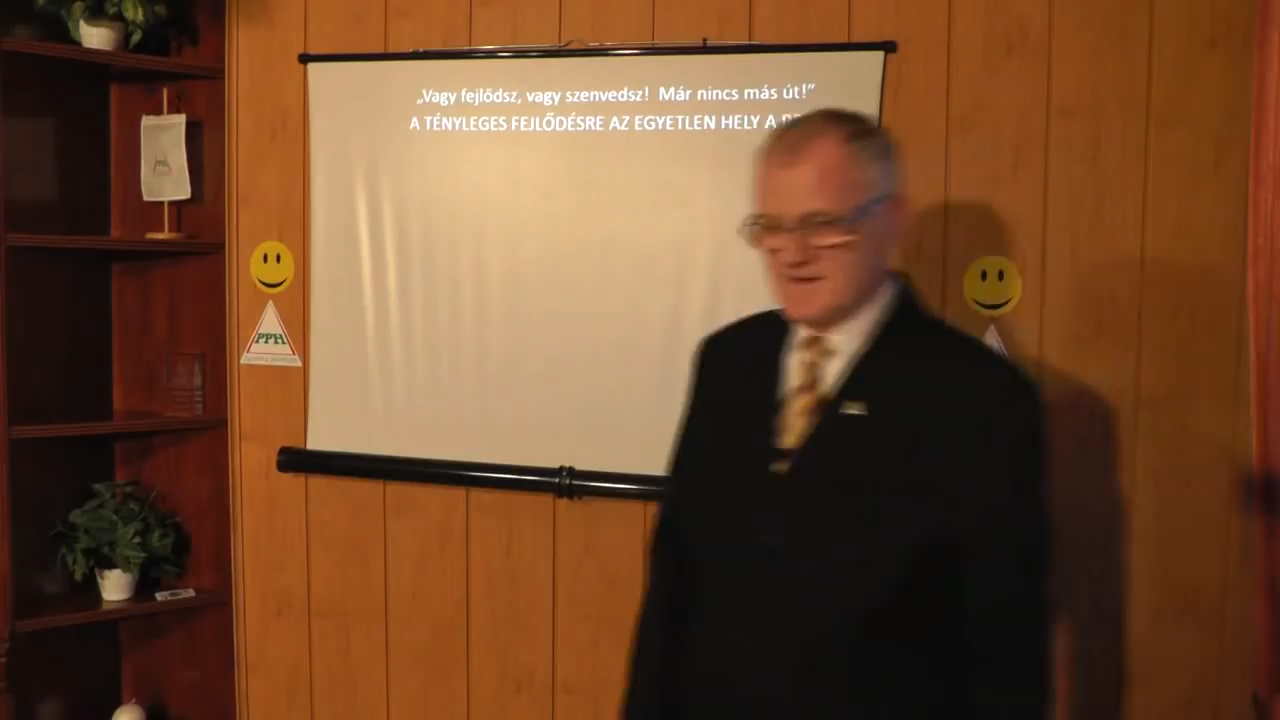 „Vagy fejlődsz, vagy szenvedsz! Már nincs más út!”
A TÉNYLEGES FEJLŐDÉSRE AZ EGYETLEN HELY A
PPH